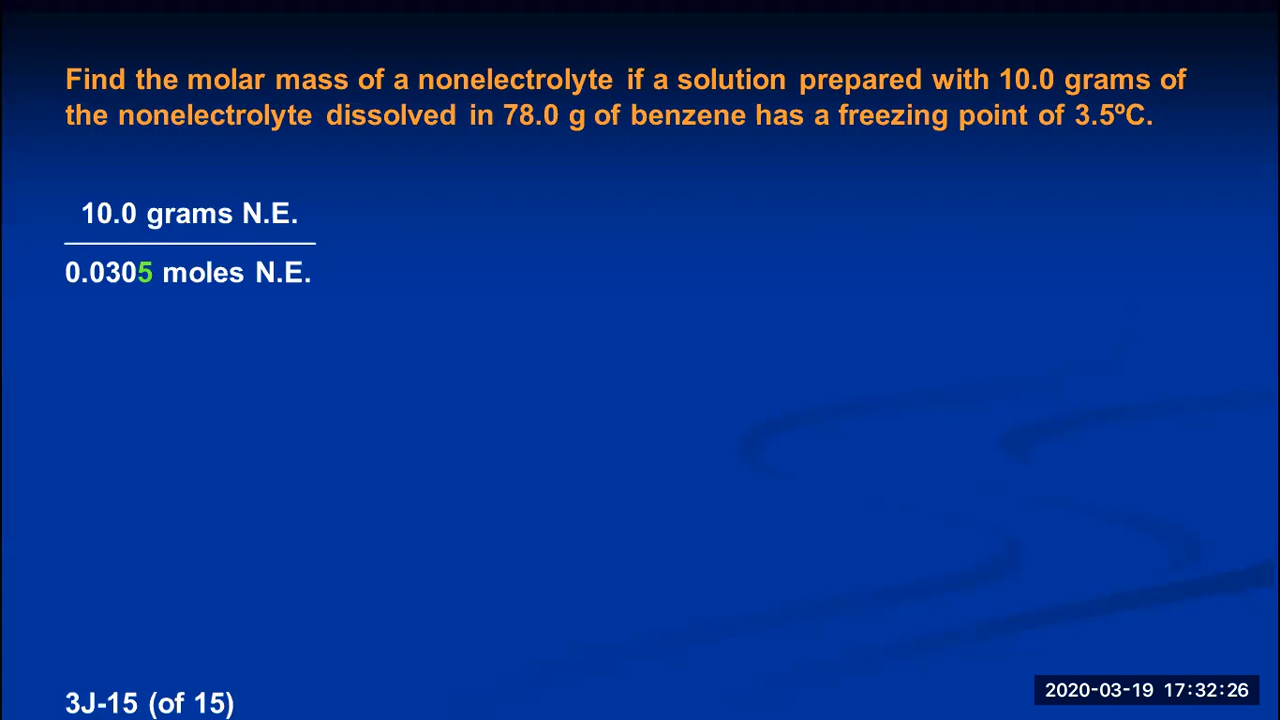 Find the molar mass of a nonelectrolyte if a solution prepared with 10.0 grams of
the nonelectrolyte dissolved in 78.0 g of benzene has a freezing point of 3.5ºC.
10.0 grams N.E.
0.0305 moles N.E.
3J-15 (of 15)
2020-03-19 17:32:26